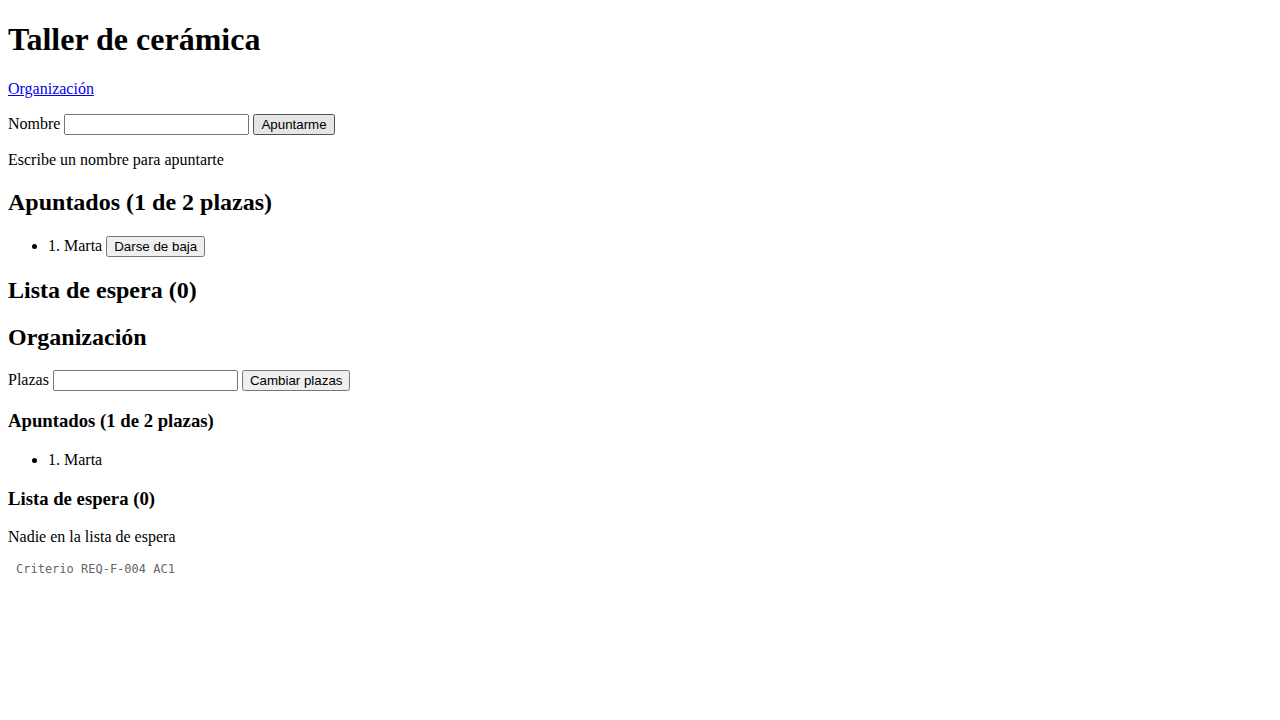 Taller de cerámica
Organización
Nombre Apuntarme
Escribe un nombre para apuntarte
Apuntados (1 de 2 plazas)
1. Marta Darse de baja
Lista de espera (0)
Organización
Plazas Cambiar plazas
Apuntados (1 de 2 plazas)
1. Marta
Lista de espera (0)
Nadie en la lista de espera
Criterio REQ-F-004 AC1